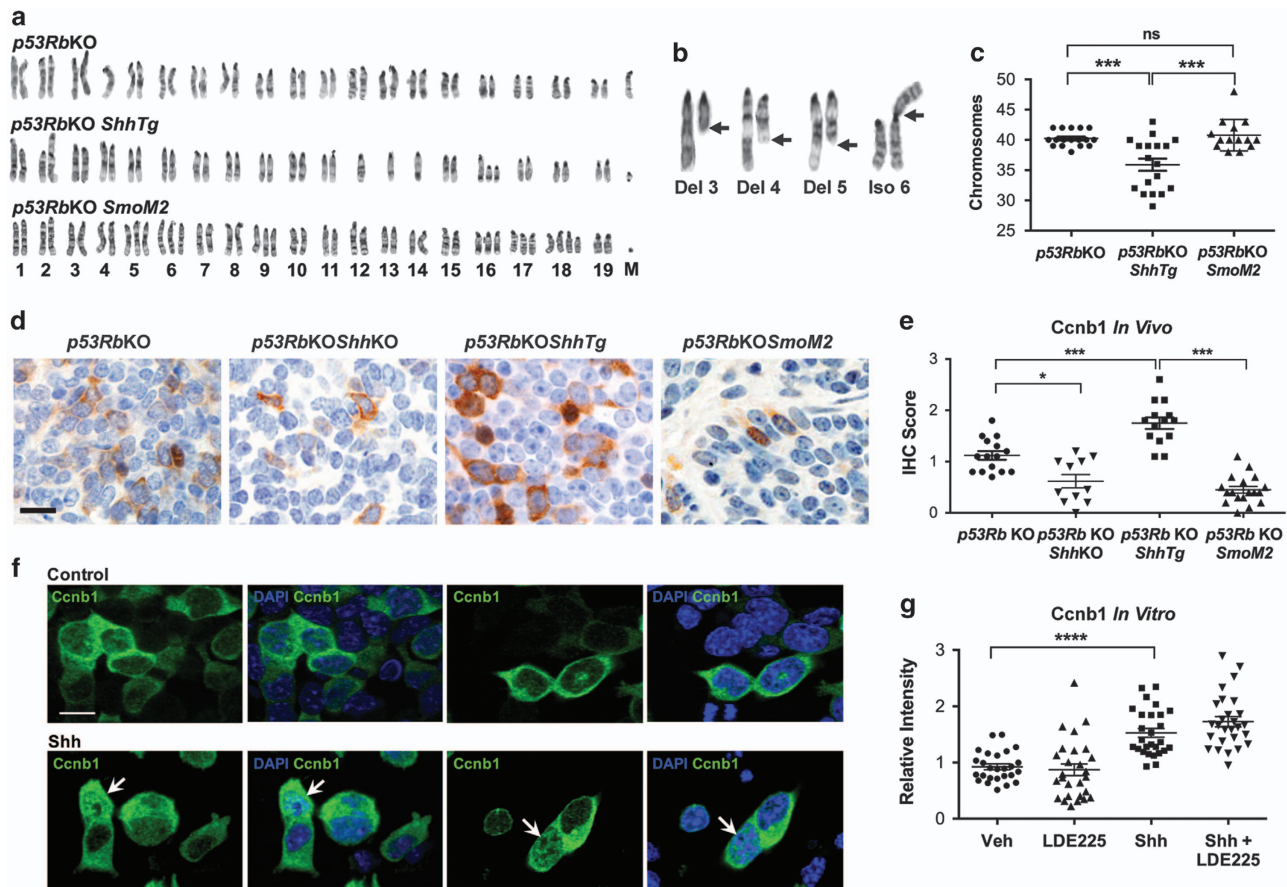 a
p53RbKO
p53RbKO ShhTg
p53RbKO SmoM2
1 2 3 4 5 6 7 8 9 10 11 12 13 14 15 16 17 18 19 M
b
Del 3 Del 4 Del 5 Iso 6
c
ns
*** ***
Chromosomes
50
45
40
35
30
25
p53RbKO p53RbKO p53RbKO
ShhTg SmoM2
d
p53RbKO p53RbKOShhKO p53RbKOShhTg p53RbKOSmoM2
e
Ccnb1 In Vivo
*** ***
*
IHC Score
3
2
1
0
p53Rb KO p53Rb KO p53Rb KO p53Rb KO
ShhKO ShhTg SmoM2
f
Control
Ccnb1 DAPI Ccnb1 Ccnb1 DAPI Ccnb1
Shh
Ccnb1 DAPI Ccnb1 Ccnb1 DAPI Ccnb1
g
Ccnb1 In Vitro
****
Relative Intensity
3
2
1
0
Veh LDE225 Shh Shh +
LDE225